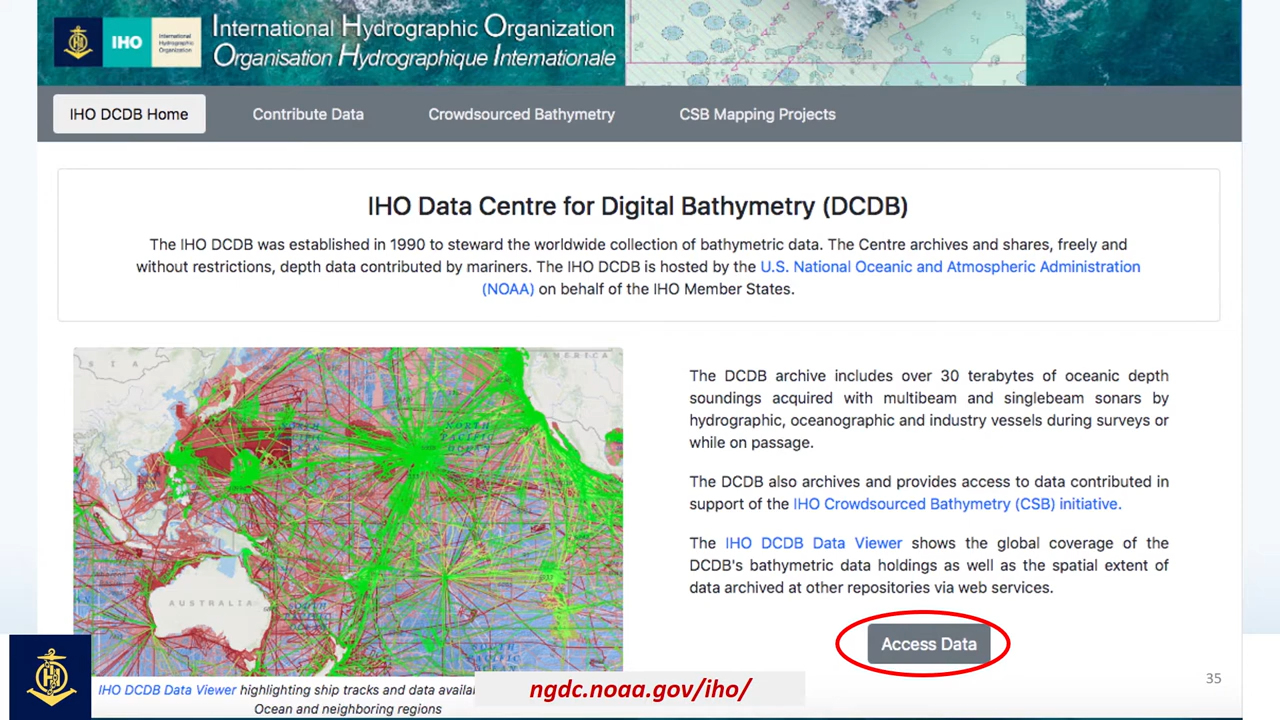 International Hydrographic Organization
Organisation Hydrographique Internationale
IHO
International
Hydrographic
Organization
IHO DCDB Home
Contribute Data
Crowdsourced Bathymetry
CSB Mapping Projects
IHO Data Centre for Digital Bathymetry (DCDB)
The IHO DCDB was established in 1990 to steward the worldwide collection of bathymetric data. The Centre archives and shares, freely and
without restrictions, depth data contributed by mariners. The IHO DCDB is hosted by the U.S. National Oceanic and Atmospheric Administration
(NOAA) on behalf of the IHO Member States.
AUSTRALIA
NORTH
PACIFIC
OCEAN
The DCDB archive includes over 30 terabytes of oceanic depth
soundings acquired with multibeam and singlebeam sonars by
hydrographic, oceanographic and industry vessels during surveys or
while on passage.
The DCDB also archives and provides access to data contributed in
support of the IHO Crowdsourced Bathymetry (CSB) initiative.
The IHO DCDB Data Viewer shows the global coverage of the
DCDB's bathymetric data holdings as well as the spatial extent of
data archived at other repositories via web services.
Access Data
IHO DCDB Data Viewer highlighting ship tracks and data availa
Ocean and neighboring regions
ngdc.noaa.gov/iho/
35